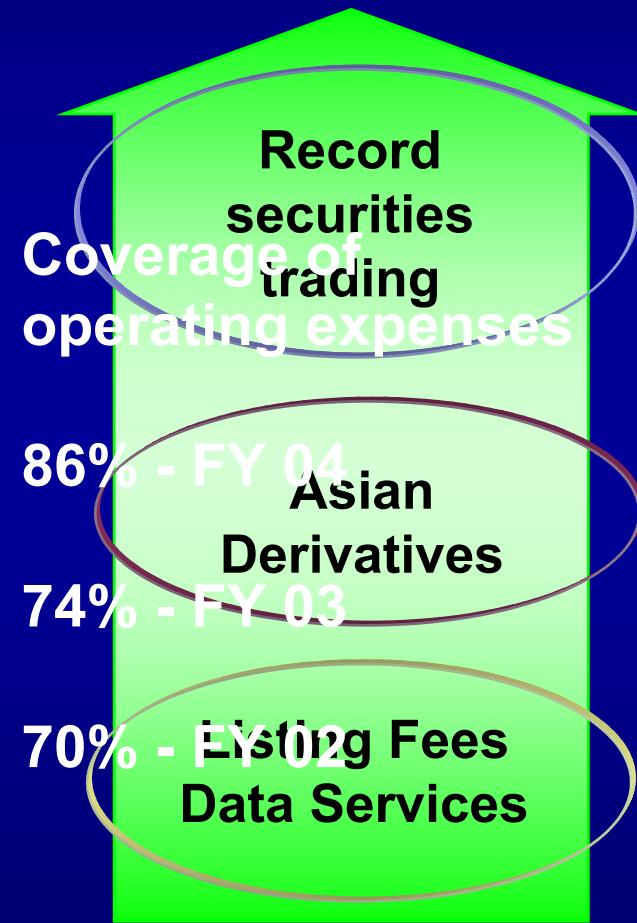 Record
securities
trading
Coverage of
operating expenses
86% - FY 04
Asian
Derivatives
74% - FY 03
70% - FY 02
Listing Fees
Data Services